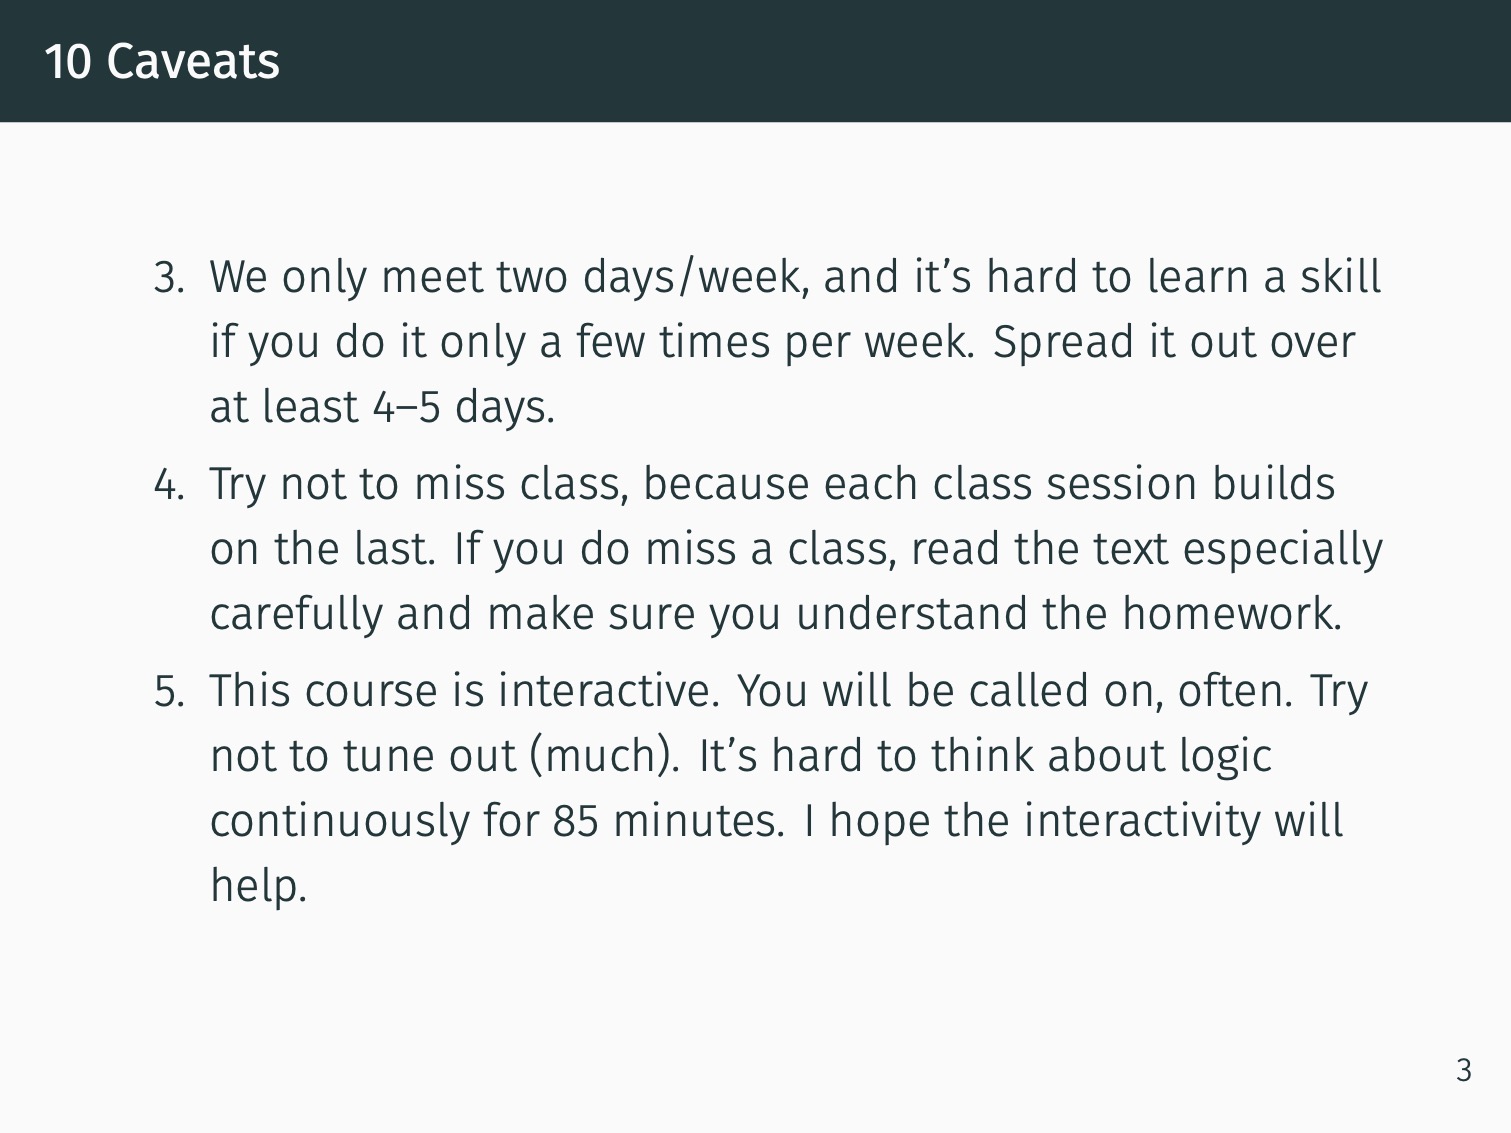 10 Caveats
3. We only meet two days/week, and it’s hard to learn a skill
if you do it only a few times per week. Spread it out over
at least 4–5 days.
4. Try not to miss class, because each class session builds
on the last. If you do miss a class, read the text especially
carefully and make sure you understand the homework.
5. This course is interactive. You will be called on, often. Try
not to tune out (much). It’s hard to think about logic
continuously for 85 minutes. I hope the interactivity will
help.
3